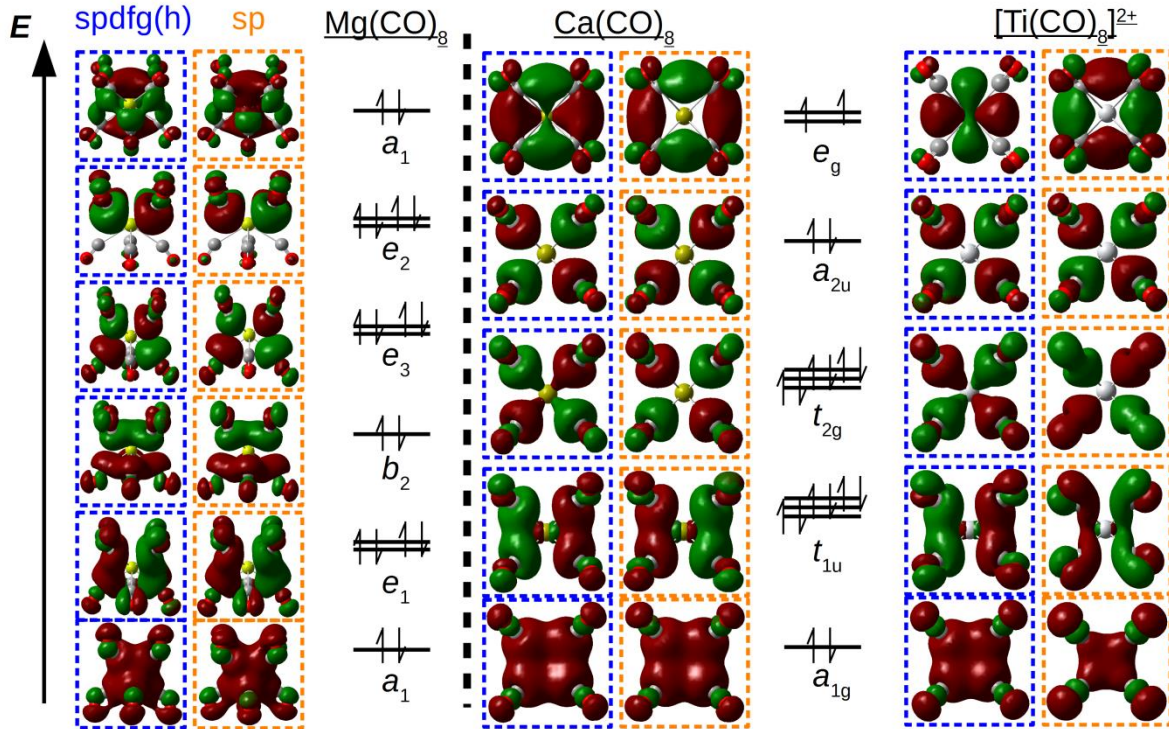 E spdfg(h) sp Mg(CO)8 Ca(CO)8 [Ti(CO)8]2+
a1 eg
e2 a2u
e3 t2g
b2
e1 t1u
a1 a1g